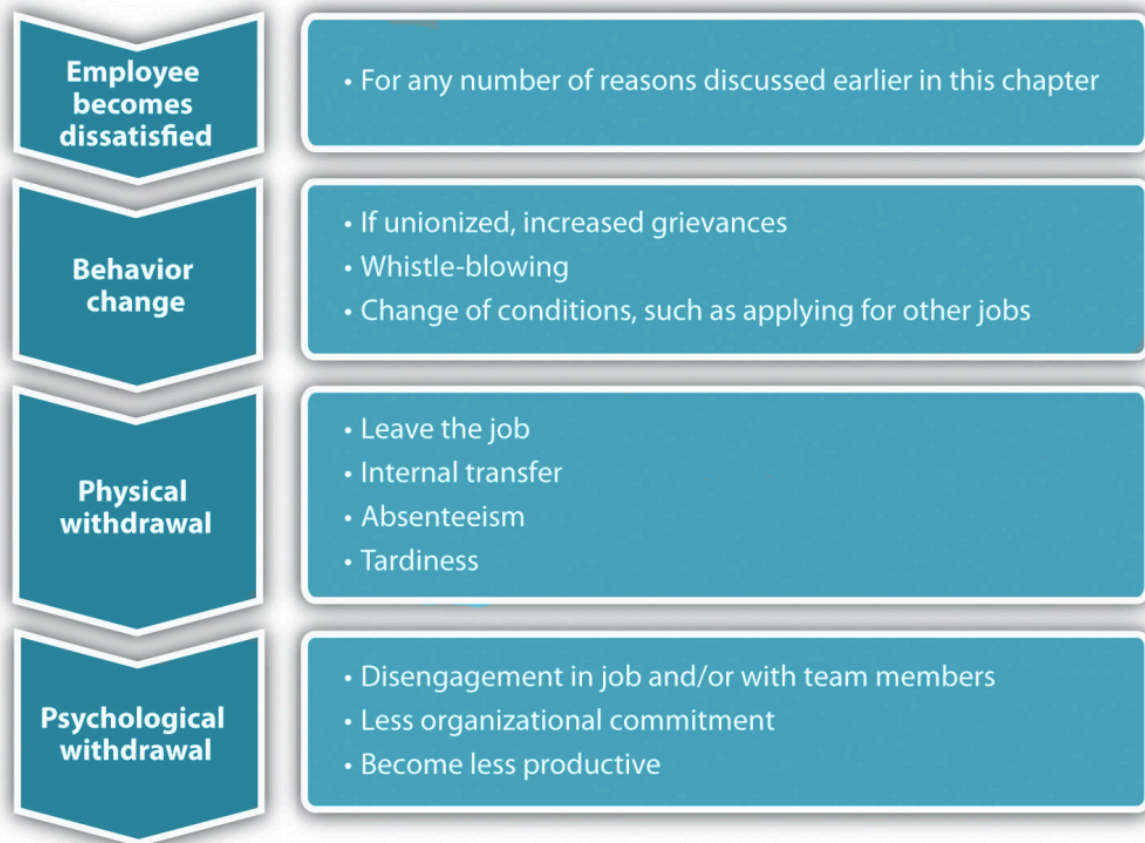 Employee
becomes
dissatisfied
• For any number of reasons discussed earlier in this chapter
Behavior
change
• If unionized, increased grievances
• Whistle-blowing
• Change of conditions, such as applying for other jobs
Physical
withdrawal
• Leave the job
• Internal transfer
• Absenteeism
• Tardiness
Psychological
withdrawal
• Disengagement in job and/or with team members
• Less organizational commitment
• Become less productive